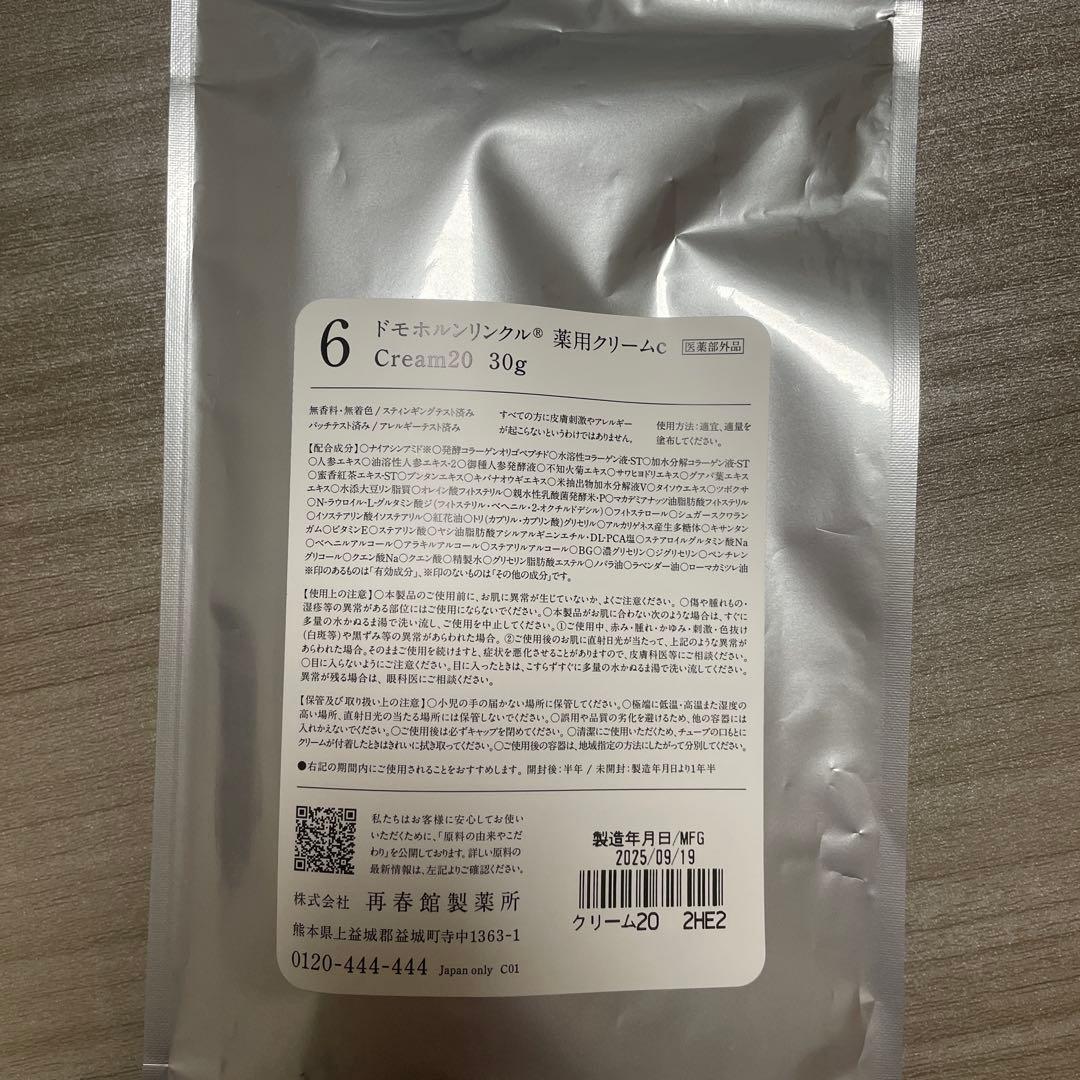 6 ドモホルンリンクル® 薬用クリームc 医薬部外品
Cream20 30g
無香料・無着色 / スティンギングテスト済み
パッチテスト済み / アレルギーテスト済み
すべての方に皮膚刺激やアレルギー
が起こらないというわけではありません。
使用方法：適宜、適量を
塗布してください。
【配合成分】○ナイアシンアミド※○発酵コラーゲンオリゴペプチド○水溶性コラーゲン液-ST○加水分解コラーゲン液-ST
○人参エキス○油溶性人参エキス-2○御種人参発酵液○不知火菊エキス○サワヒヨドリエキス○グアバ葉エキス
○蜜香紅茶エキス-ST○ブンタンエキス○キバナオウギエキス○米抽出物加水分解液V○タイソウエキス○ツボクサ
エキス○水添大豆リン脂質○オレイン酸フィトステリル○親水性乳酸菌発酵米・P○マカデミアナッツ油脂肪酸フィトステリル
○N-ラウロイル-L-グルタミン酸ジ(フィトステリル・ベヘニル・2-オクチルドデシル)○フィトステロール○シュガースクワラン
○イソステアリン酸イソステアリル○紅花油○トリ(カプリル・カプリン酸)グリセリル○アルカリゲネス産生多糖体○キサンタン
ガム○ビタミンE○ステアリン酸○ヤシ油脂肪酸アシルアルギニンエチル・DL-PCA塩○ステアロイルグルタミン酸Na
○ベヘニルアルコール○アラキルアルコール○ステアリルアルコール○BG○濃グリセリン○ジグリセリン○ペンチレン
グリコール○クエン酸Na○クエン酸○精製水○グリセリン脂肪酸エステル○ノバラ油○ラベンダー油○ローマカミツレ油
※印のあるものは「有効成分」、※印のないものは「その他の成分」です。
【使用上の注意】○本製品のご使用前に、お肌に異常が生じていないか、よくご注意ください。○傷や腫れもの・
湿疹等の異常がある部位にはご使用にならないでください。○本製品がお肌に合わない次のような場合は、すぐに
多量の水かぬるま湯で洗い流し、ご使用を中止してください。①ご使用中、赤み・腫れ・かゆみ・刺激・色抜け
(白斑等)や黒ずみ等の異常があらわれた場合。②ご使用後のお肌に直射日光が当たって、上記のような異常が
あらわれた場合。そのままご使用を続けますと、症状を悪化させることがありますので、皮膚科医等にご相談ください。
○目に入らないようにご注意ください。目に入ったときは、こすらずすぐに多量の水かぬるま湯で洗い流してください。
異常が残る場合は、眼科医にご相談ください。
【保管及び取り扱い上の注意】○小児の手の届かない場所に保管してください。○極端に低温・高温また湿度の
高い場所、直射日光の当たる場所には保管しないでください。○誤用や品質の劣化を避けるため、他の容器には
入れかえないでください。○ご使用後は必ずキャップを閉めてください。○清潔にご使用いただくため、チューブの口もとに
クリームが付着したときはきれいに拭き取ってください。○ご使用後の容器は、地域指定の方法にしたがって分別してください。
●右記の期間内にご使用されることをおすすめします。開封後：半年 / 未開封：製造年月日より1年半
私たちはお客様に安心してお使い
いただくために、「原料の由来やこだ
わり」を公開しております。詳しい原料の
最新情報は、左記よりご確認ください。
株式会社 再春館製薬所
熊本県上益城郡益城町寺中1363-1
0120-444-444 Japan only C01
製造年月日/MFG
2025/09/19
クリーム20 2HE2